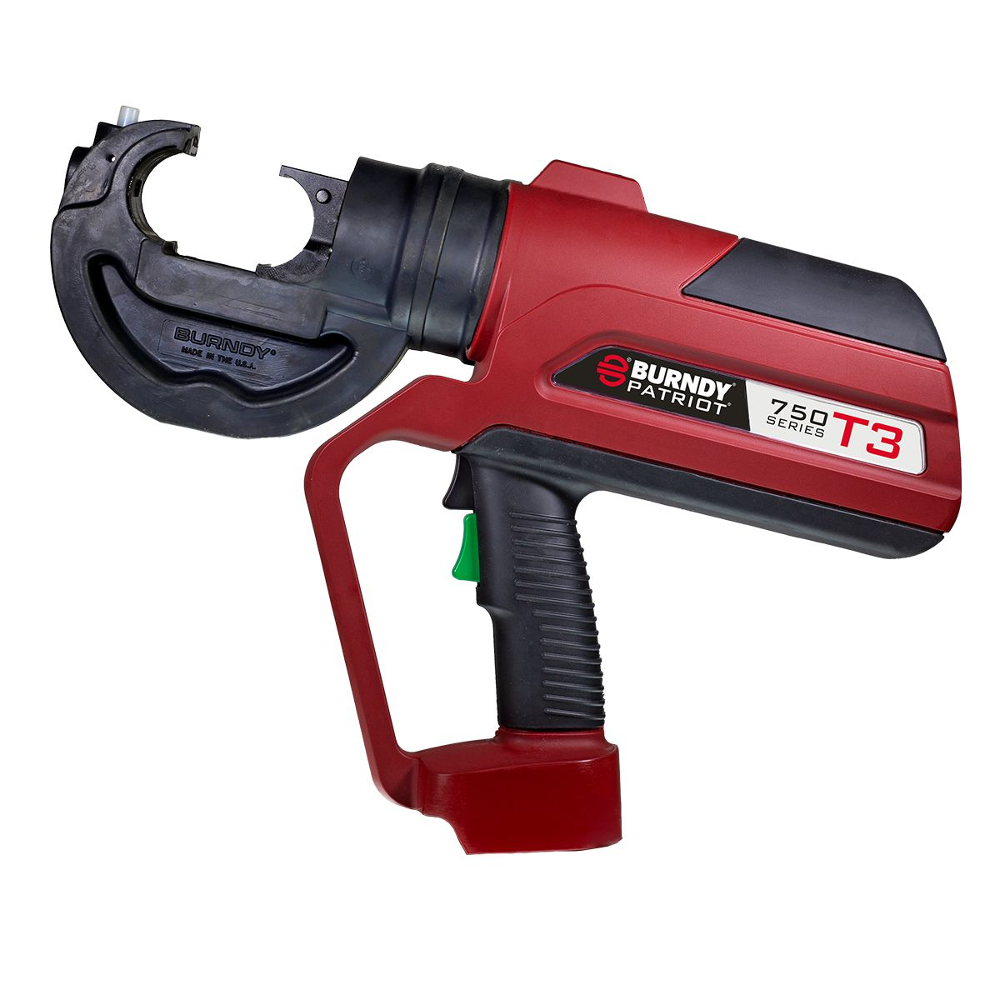 BURNDY®
MADE IN THE U.S.A.
BURNDY®
PATRIOT®
750
SERIES
T3